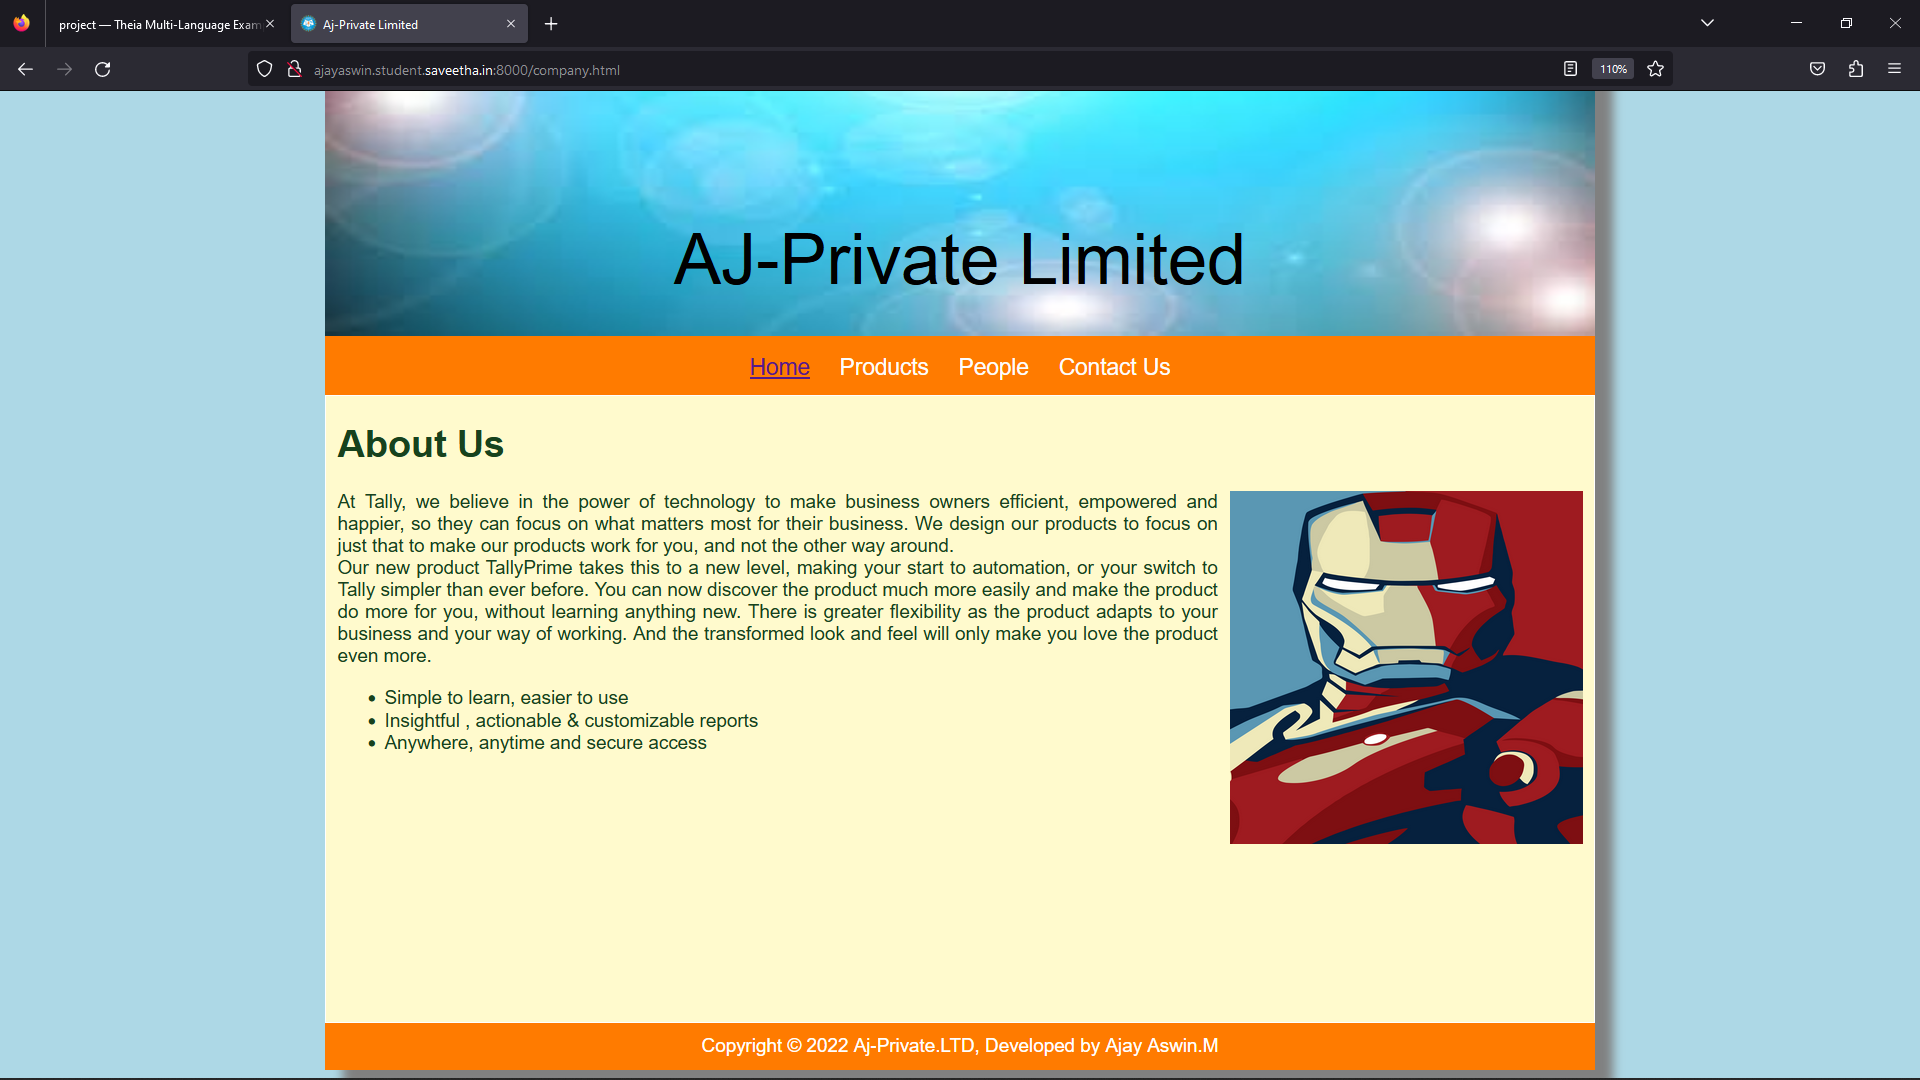 project — Theia Multi-Language Exam
Aj-Private Limited
ajayaswin.student.saveetha.in:8000/company.html
110%
AJ-Private Limited
Home Products People Contact Us
About Us
At Tally, we believe in the power of technology to make business owners efficient, empowered and
happier, so they can focus on what matters most for their business. We design our products to focus on
just that to make our products work for you, and not the other way around.
Our new product TallyPrime takes this to a new level, making your start to automation, or your switch to
Tally simpler than ever before. You can now discover the product much more easily and make the product
do more for you, without learning anything new. There is greater flexibility as the product adapts to your
business and your way of working. And the transformed look and feel will only make you love the product
even more.
• Simple to learn, easier to use
• Insightful , actionable & customizable reports
• Anywhere, anytime and secure access
Copyright © 2022 Aj-Private.LTD, Developed by Ajay Aswin.M